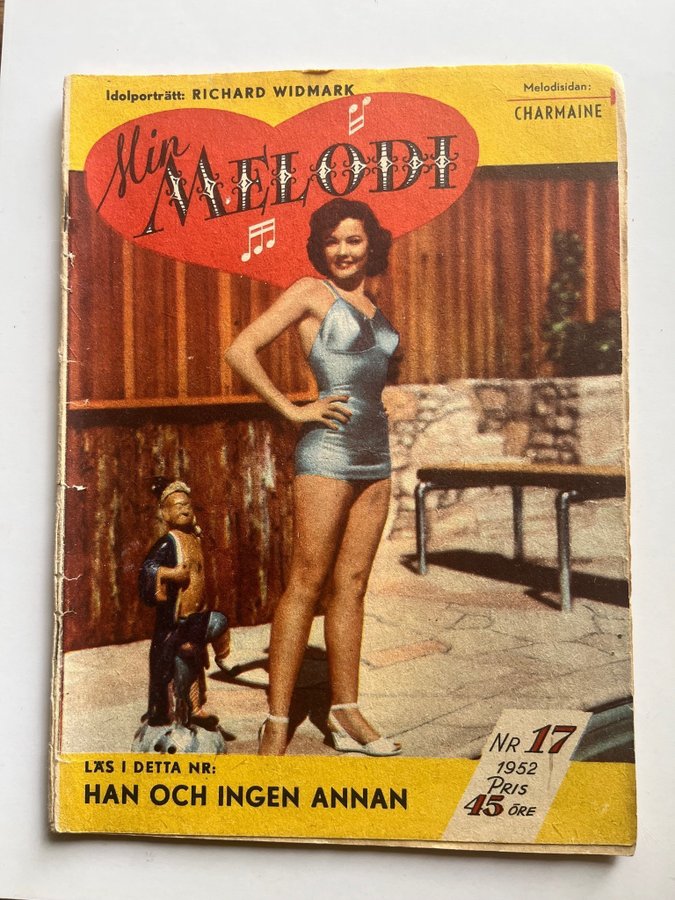 Idolporträtt: RICHARD WIDMARK
Melodisidan:
CHARMAINE
Min
MELODI
LÄS I DETTA NR:
HAN OCH INGEN ANNAN
NR 17
1952
PRIS
45 ÖRE